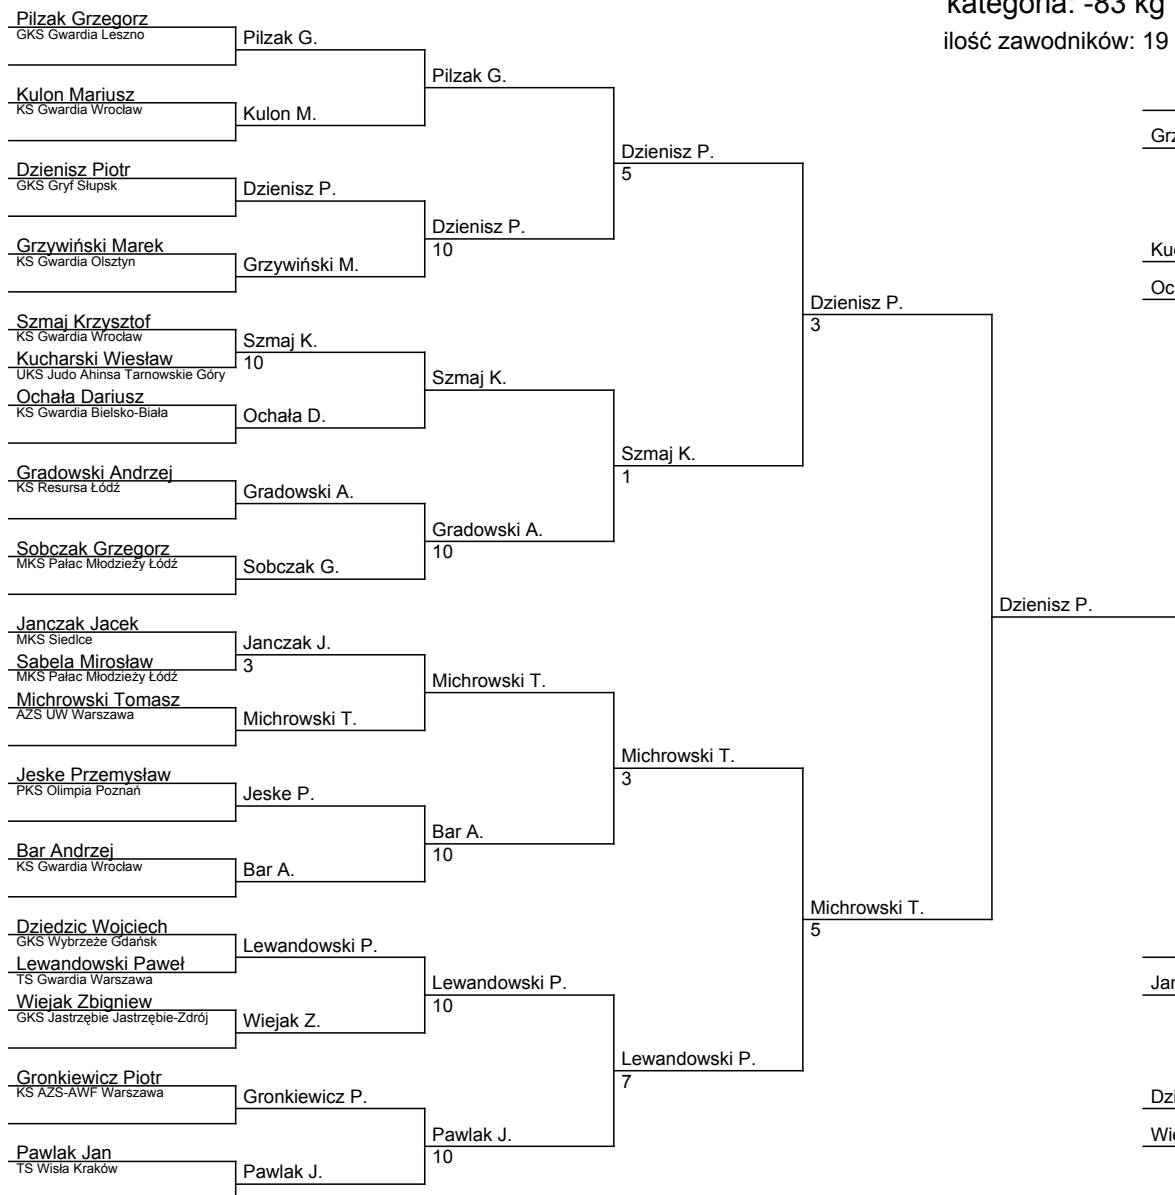 kategoria: -83 kg
ilość zawodników: 19
Pilzak Grzegorz
GKS Gwardia Leszno
Pilzak G.
Pilzak G.
Kulon Mariusz
KS Gwardia Wrocław
Kulon M.
Dzienisz P.
5
Dzienisz Piotr
GKS Gryf Słupsk
Dzienisz P.
Dzienisz P.
10
Grzywiński Marek
KS Gwardia Olsztyn
Grzywiński M.
Dzienisz P.
3
Szmaj Krzysztof
KS Gwardia Wrocław
Szmaj K.
10
Kucharski Wiesław
UKS Judo Ahinsa Tarnowskie Góry
Szmaj K.
Ochała Dariusz
KS Gwardia Bielsko-Biała
Ochała D.
Szmaj K.
1
Gradowski Andrzej
KS Resursa Łódź
Gradowski A.
Gradowski A.
10
Sobczak Grzegorz
MKS Pałac Młodzieży Łódź
Sobczak G.
Dzienisz P.
Janczak Jacek
MKS Siedlce
Janczak J.
3
Sabela Mirosław
MKS Pałac Młodzieży Łódź
Michrowski T.
Michrowski Tomasz
AZS UW Warszawa
Michrowski T.
Michrowski T.
3
Jeske Przemysław
PKS Olimpia Poznań
Jeske P.
Bar A.
10
Bar Andrzej
KS Gwardia Wrocław
Bar A.
Michrowski T.
5
Dziedzic Wojciech
GKS Wybrzeże Gdańsk
Lewandowski P.
Lewandowski Paweł
TS Gwardia Warszawa
Lewandowski P.
10
Wiejak Zbigniew
GKS Jastrzębie Jastrzębie-Zdrój
Wiejak Z.
Lewandowski P.
7
Gronkiewicz Piotr
KS AZS-AWF Warszawa
Gronkiewicz P.
Pawlak J.
10
Pawlak Jan
TS Wisła Kraków
Pawlak J.